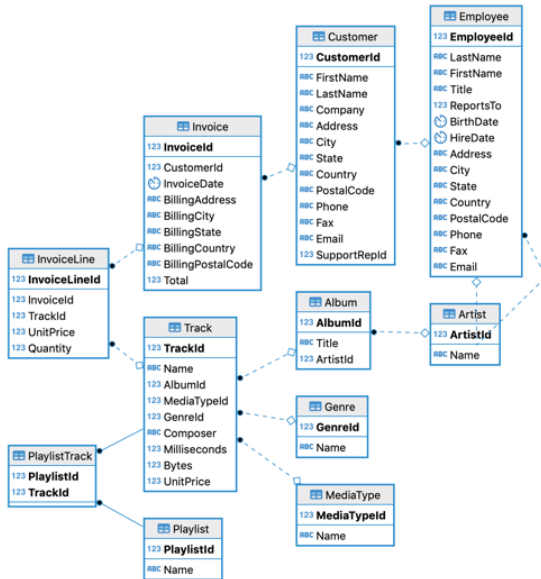 Customer
123 CustomerId
ABC FirstName
ABC LastName
ABC Company
ABC Address
ABC City
ABC State
ABC Country
ABC PostalCode
ABC Phone
ABC Fax
ABC Email
123 SupportRepId
Employee
123 EmployeeId
ABC LastName
ABC FirstName
ABC Title
123 ReportsTo
BirthDate
HireDate
ABC Address
ABC City
ABC State
ABC Country
ABC PostalCode
ABC Phone
ABC Fax
ABC Email
Invoice
123 InvoiceId
123 CustomerId
InvoiceDate
ABC BillingAddress
ABC BillingCity
ABC BillingState
ABC BillingCountry
ABC BillingPostalCode
123 Total
InvoiceLine
123 InvoiceLineId
123 InvoiceId
123 TrackId
123 UnitPrice
123 Quantity
Track
123 TrackId
ABC Name
123 AlbumId
123 MediaTypeId
123 GenreId
ABC Composer
123 Milliseconds
123 Bytes
123 UnitPrice
Album
123 AlbumId
ABC Title
123 ArtistId
Artist
123 ArtistId
ABC Name
Genre
123 GenreId
ABC Name
MediaType
123 MediaTypeId
ABC Name
PlaylistTrack
123 PlaylistId
123 TrackId
Playlist
123 PlaylistId
ABC Name